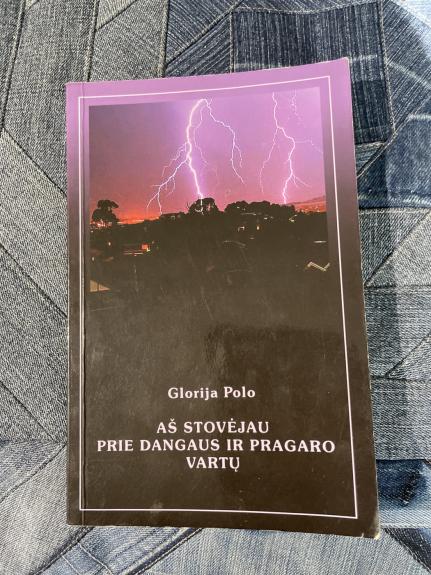 Glorija Polo
AŠ STOVĖJAU
PRIE DANGAUS IR PRAGARO
VARTŲ